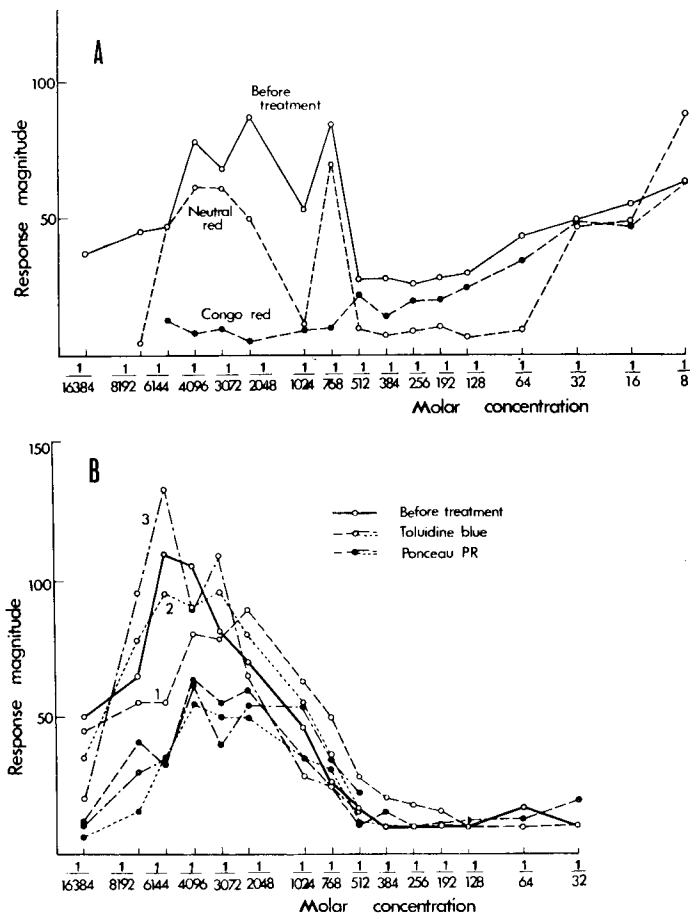 A
100
50
Response magnitude
Before
treatment
Neutral
red
Congo red
1/16384 1/8192 1/6144 1/4096 1/3072 1/2048 1/1024 1/768 1/512 1/384 1/256 1/192 1/128 1/64 1/32 1/16 1/8
Molar concentration
B
150
100
50
Response magnitude
3
2
1
Before treatment
Toluidine blue
Ponceau PR
1/16384 1/8192 1/6144 1/4096 1/3072 1/2048 1/1024 1/768 1/512 1/384 1/256 1/192 1/128 1/64 1/32
Molar concentration